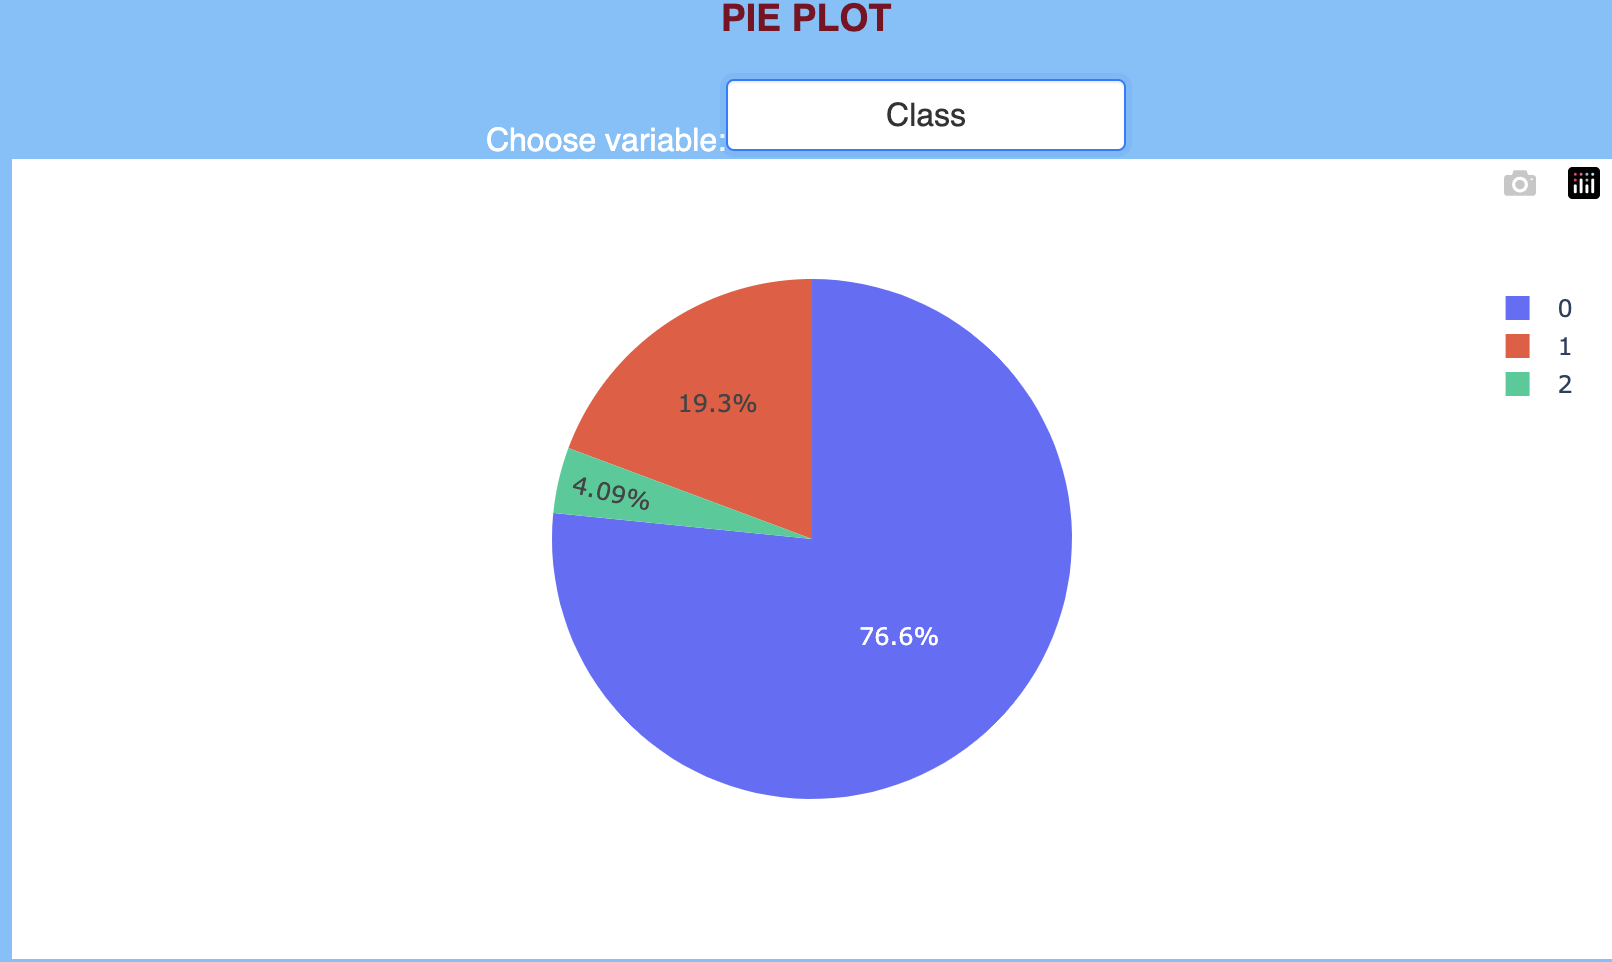 PIE PLOT
Class
Choose variable:
0
1
2
19.3%
4.09%
76.6%